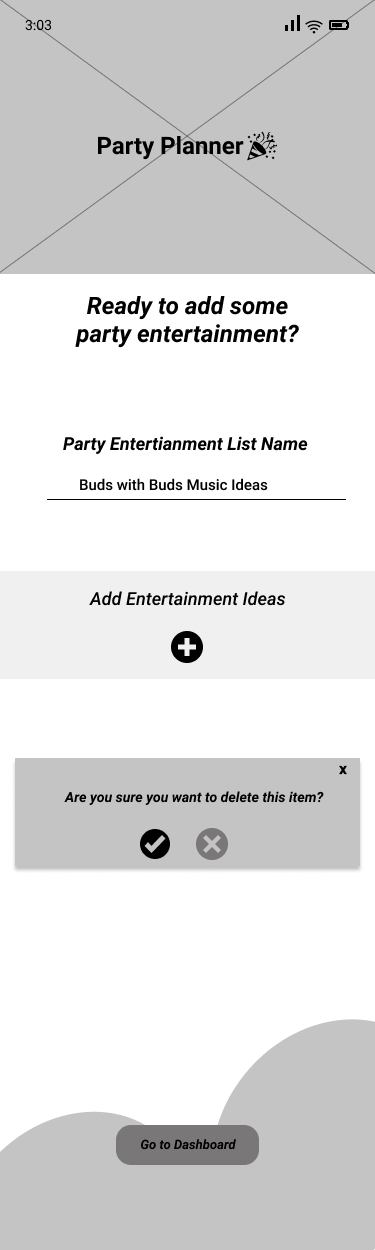 3:03
Party Planner
Ready to add some
party entertainment?
Party Entertianment List Name
Buds with Buds Music Ideas
Add Entertainment Ideas
x
Are you sure you want to delete this item?
Go to Dashboard